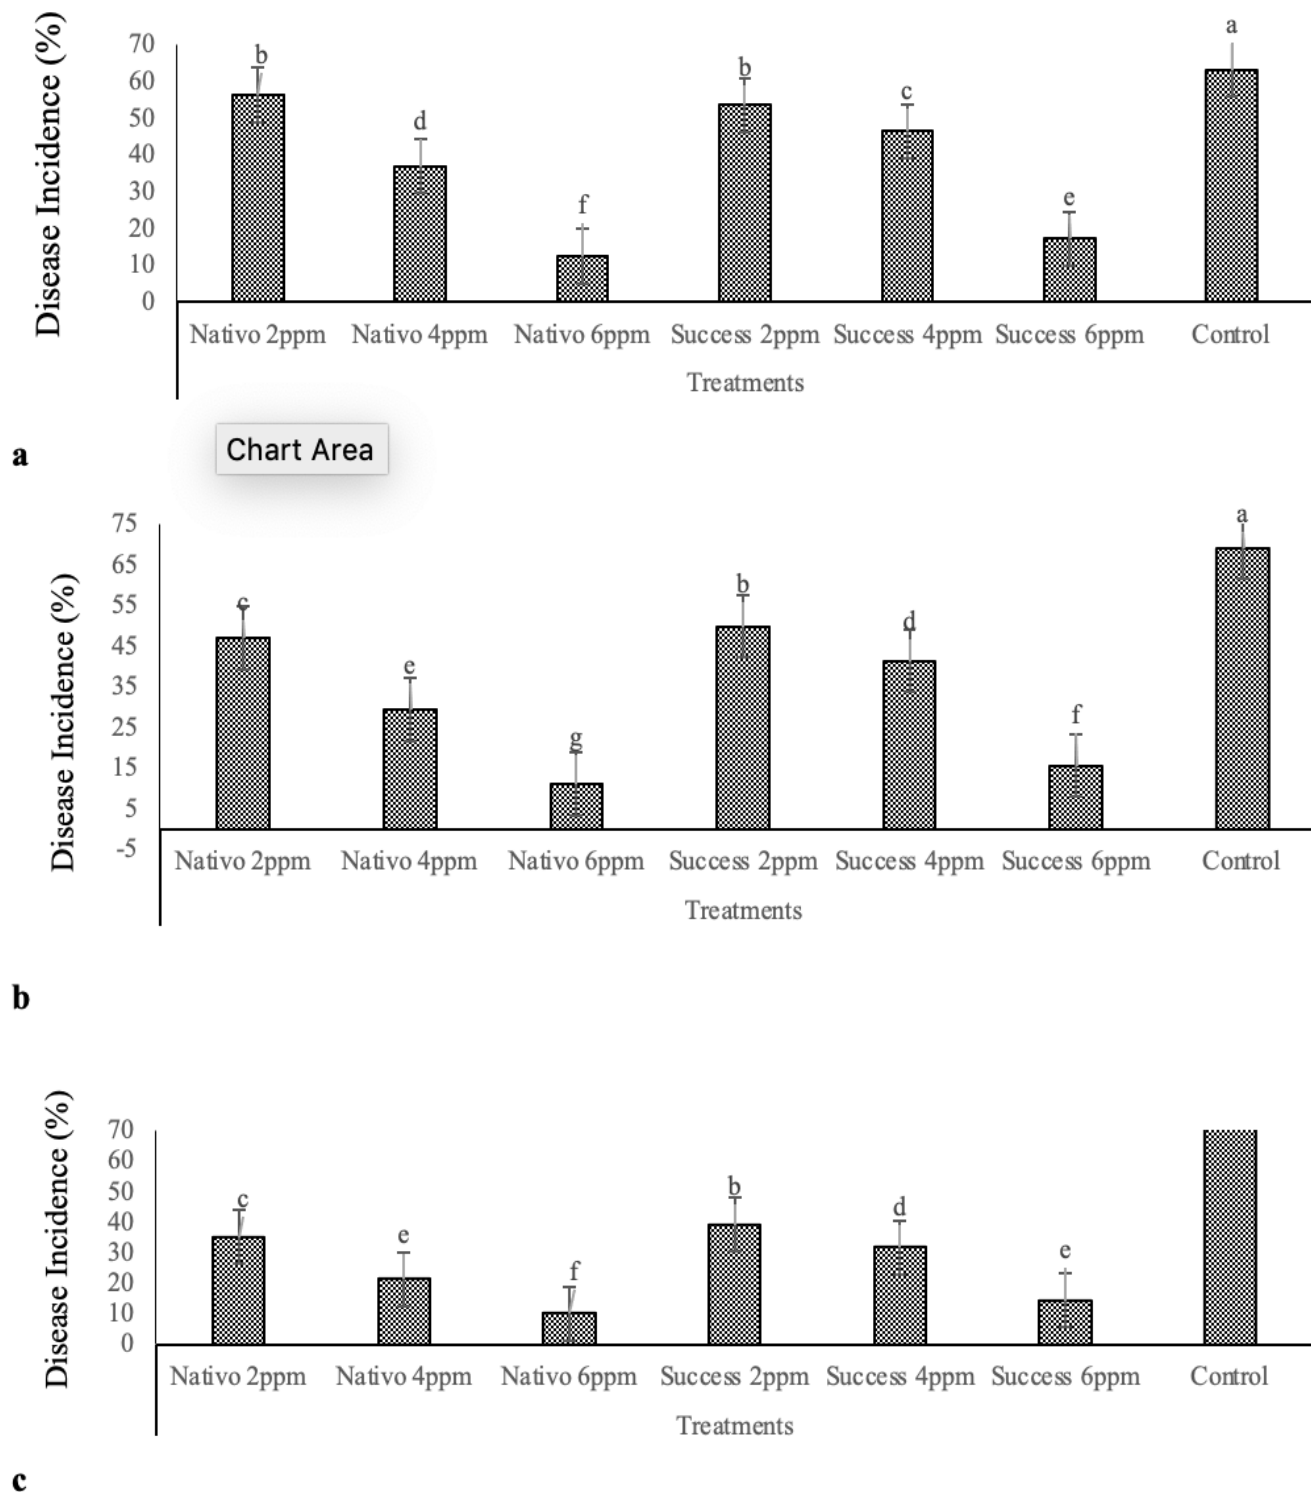 Disease Incidence (%)
70
60
50
40
30
20
10
0
b
d
f
b
c
e
a
Nativo 2ppm Nativo 4ppm Nativo 6ppm Success 2ppm Success 4ppm Success 6ppm Control
Treatments
a
Chart Area
Disease Incidence (%)
75
65
55
45
35
25
15
5
-5
c
e
g
b
d
f
a
Nativo 2ppm Nativo 4ppm Nativo 6ppm Success 2ppm Success 4ppm Success 6ppm Control
Treatments
b
Disease Incidence (%)
70
60
50
40
30
20
10
0
c
e
f
b
d
e
Nativo 2ppm Nativo 4ppm Nativo 6ppm Success 2ppm Success 4ppm Success 6ppm Control
Treatments
c